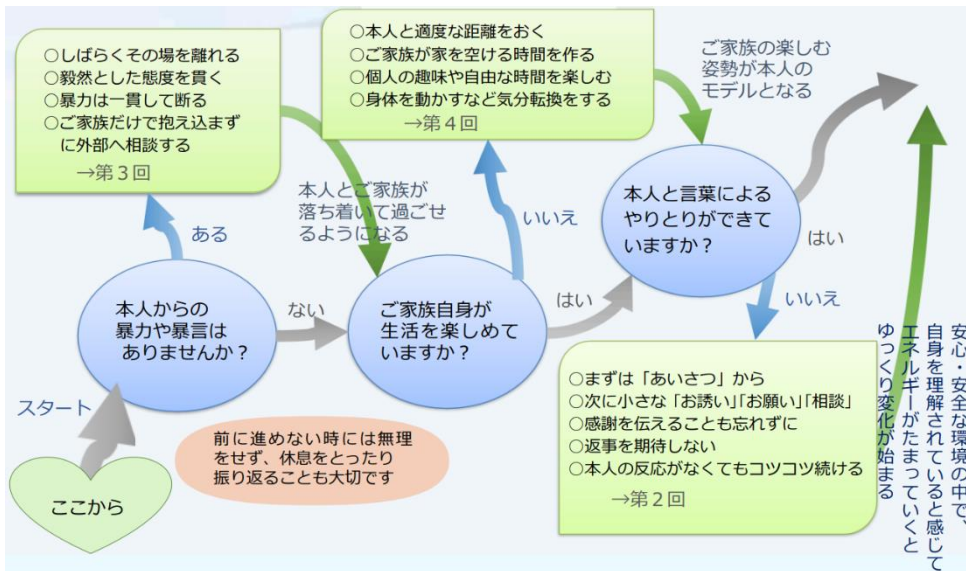 ○しばらくその場を離れる
○毅然とした態度を貫く
○暴力は一貫して断る
○ご家族だけで抱え込まず
に外部へ相談する
→第３回
○本人と適度な距離をおく
○ご家族が家を空ける時間を作る
○個人の趣味や自由な時間を楽しむ
○身体を動かすなど気分転換をする
→第４回
ご家族の楽しむ
姿勢が本人の
モデルとなる
本人とご家族が
落ち着いて過ごせ
るようになる
ある
いいえ
本人と言葉による
やりとりができて
いますか？
はい
本人からの
暴力や暴言は
ありませんか？
ない
ご家族自身が
生活を楽しめて
いますか？
はい
いいえ
スタート
ここから
前に進めない時には無理
をせず、休息をとったり
振り返ることも大切です
○まずは「あいさつ」から
○次に小さな「お誘い」「お願い」「相談」
○感謝を伝えることも忘れずに
○返事を期待しない
○本人の反応がなくてもコツコツ続ける
→第２回
安心・安全な環境の中で、
自身を理解されていると感じて
エネルギーがたまっていくと
ゆっくり変化が始まる